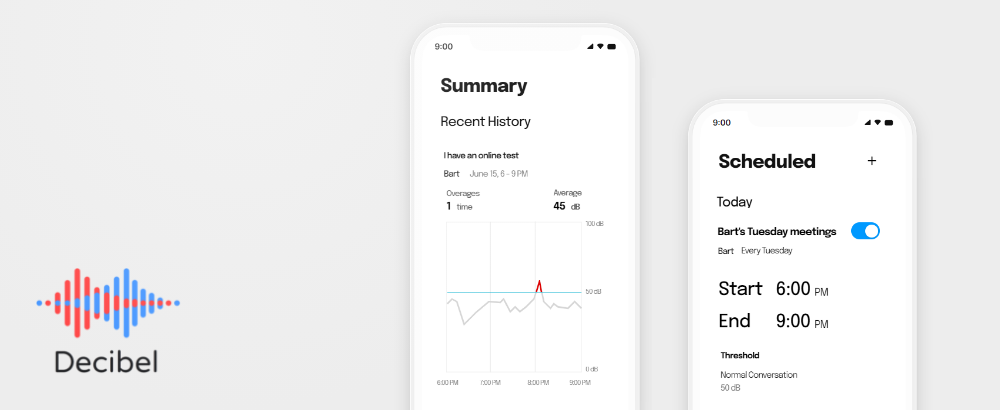 Decibel
9:00
Summary
Recent History
I have an online test
Bart June 15, 6 - 9 PM
Overages Average
1 time 45 dB
100 dB
50 dB
0 dB
6:00 PM 7:00 PM 8:00 PM 9:00 PM
9:00
Scheduled +
Today
Bart's Tuesday meetings
Bart Every Tuesday
Start 6:00 PM
End 9:00 PM
Threshold
Normal Conversation
50 dB